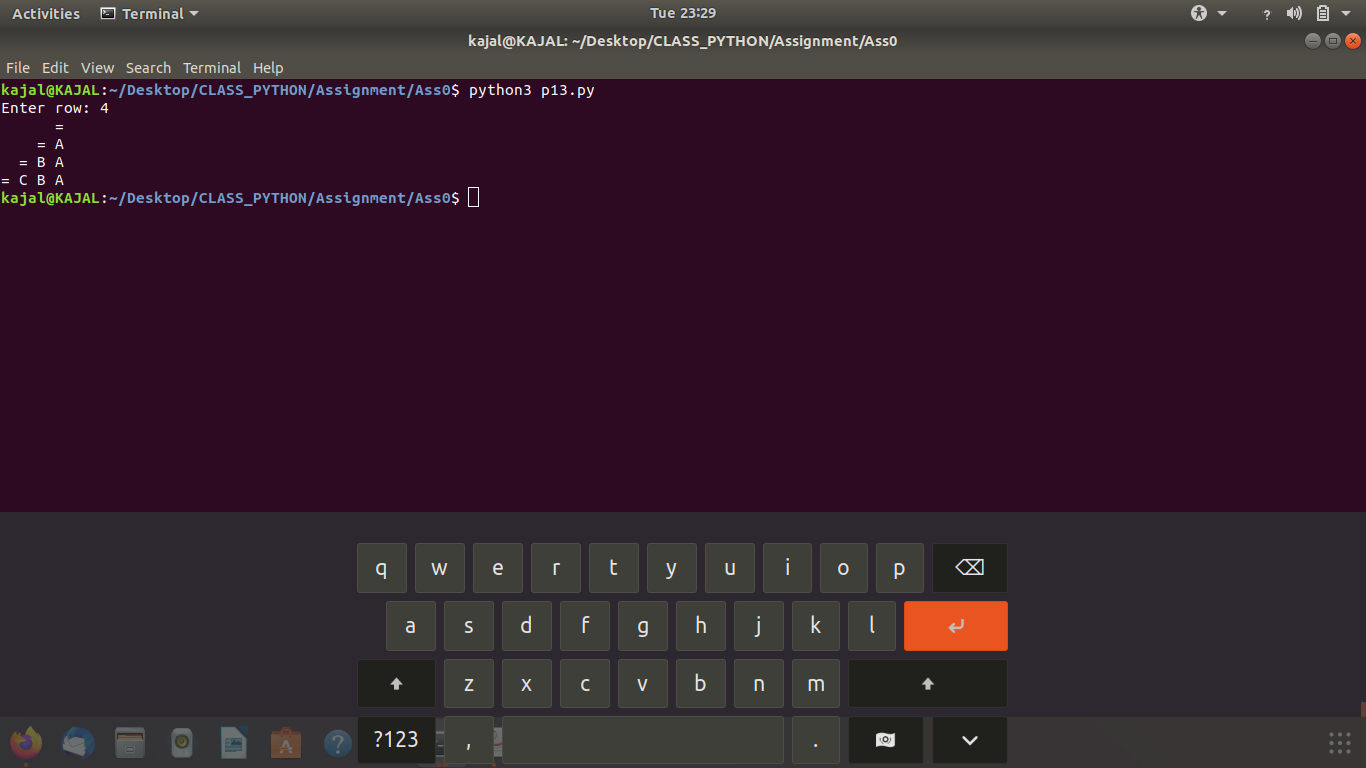 Activities Terminal Tue 23:29 ?
kajal@KAJAL: ~/Desktop/CLASS_PYTHON/Assignment/Ass0
File Edit View Search Terminal Help
kajal@KAJAL:~/Desktop/CLASS_PYTHON/Assignment/Ass0$ python3 p13.py
Enter row: 4
      =
    = A
  = B A
= C B A
kajal@KAJAL:~/Desktop/CLASS_PYTHON/Assignment/Ass0$
q w e r t y u i o p
a s d f g h j k l
z x c v b n m
?123 , .